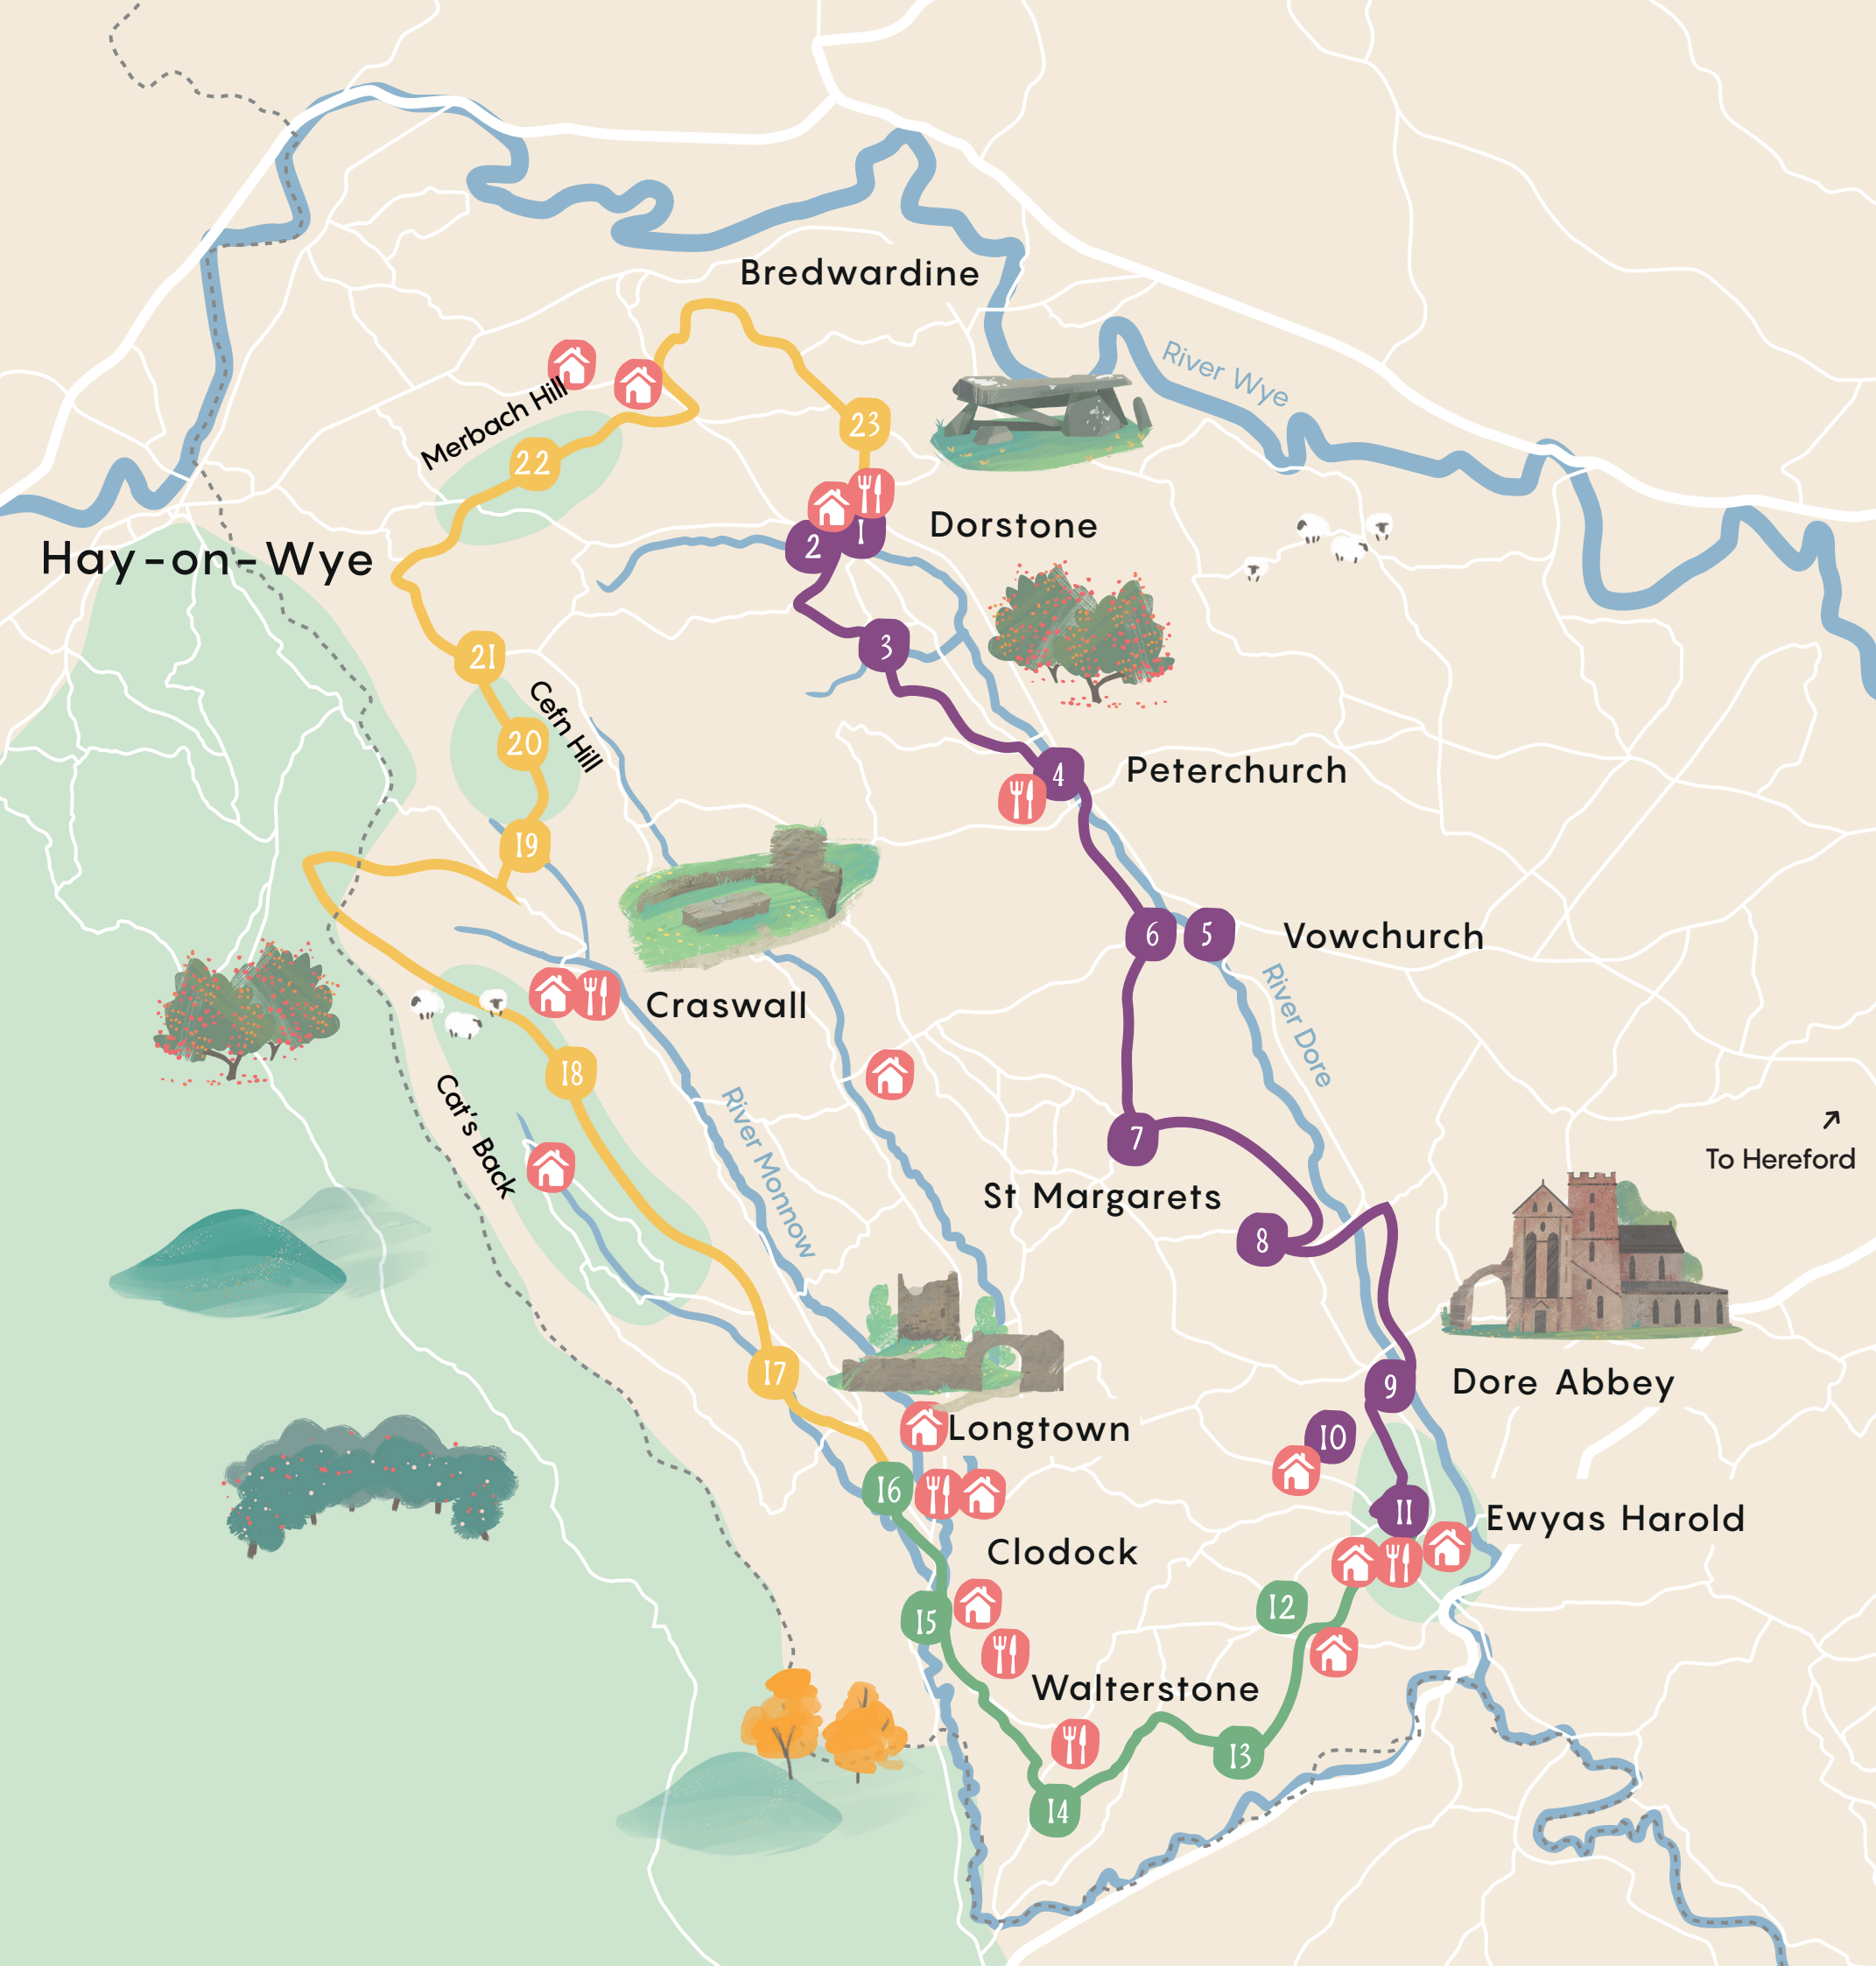 Bredwardine
River Wye
Merbach Hill
23
22
Dorstone
1
2
Hay-on-Wye
3
21
Cefn Hill
20
4
Peterchurch
19
6
5
Vowchurch
River Dore
Craswall
18
Cat's Back
River Monnow
7
To Hereford
St Margarets
8
17
9
Dore Abbey
Longtown
10
16
11
Ewyas Harold
Clodock
12
15
Walterstone
13
14